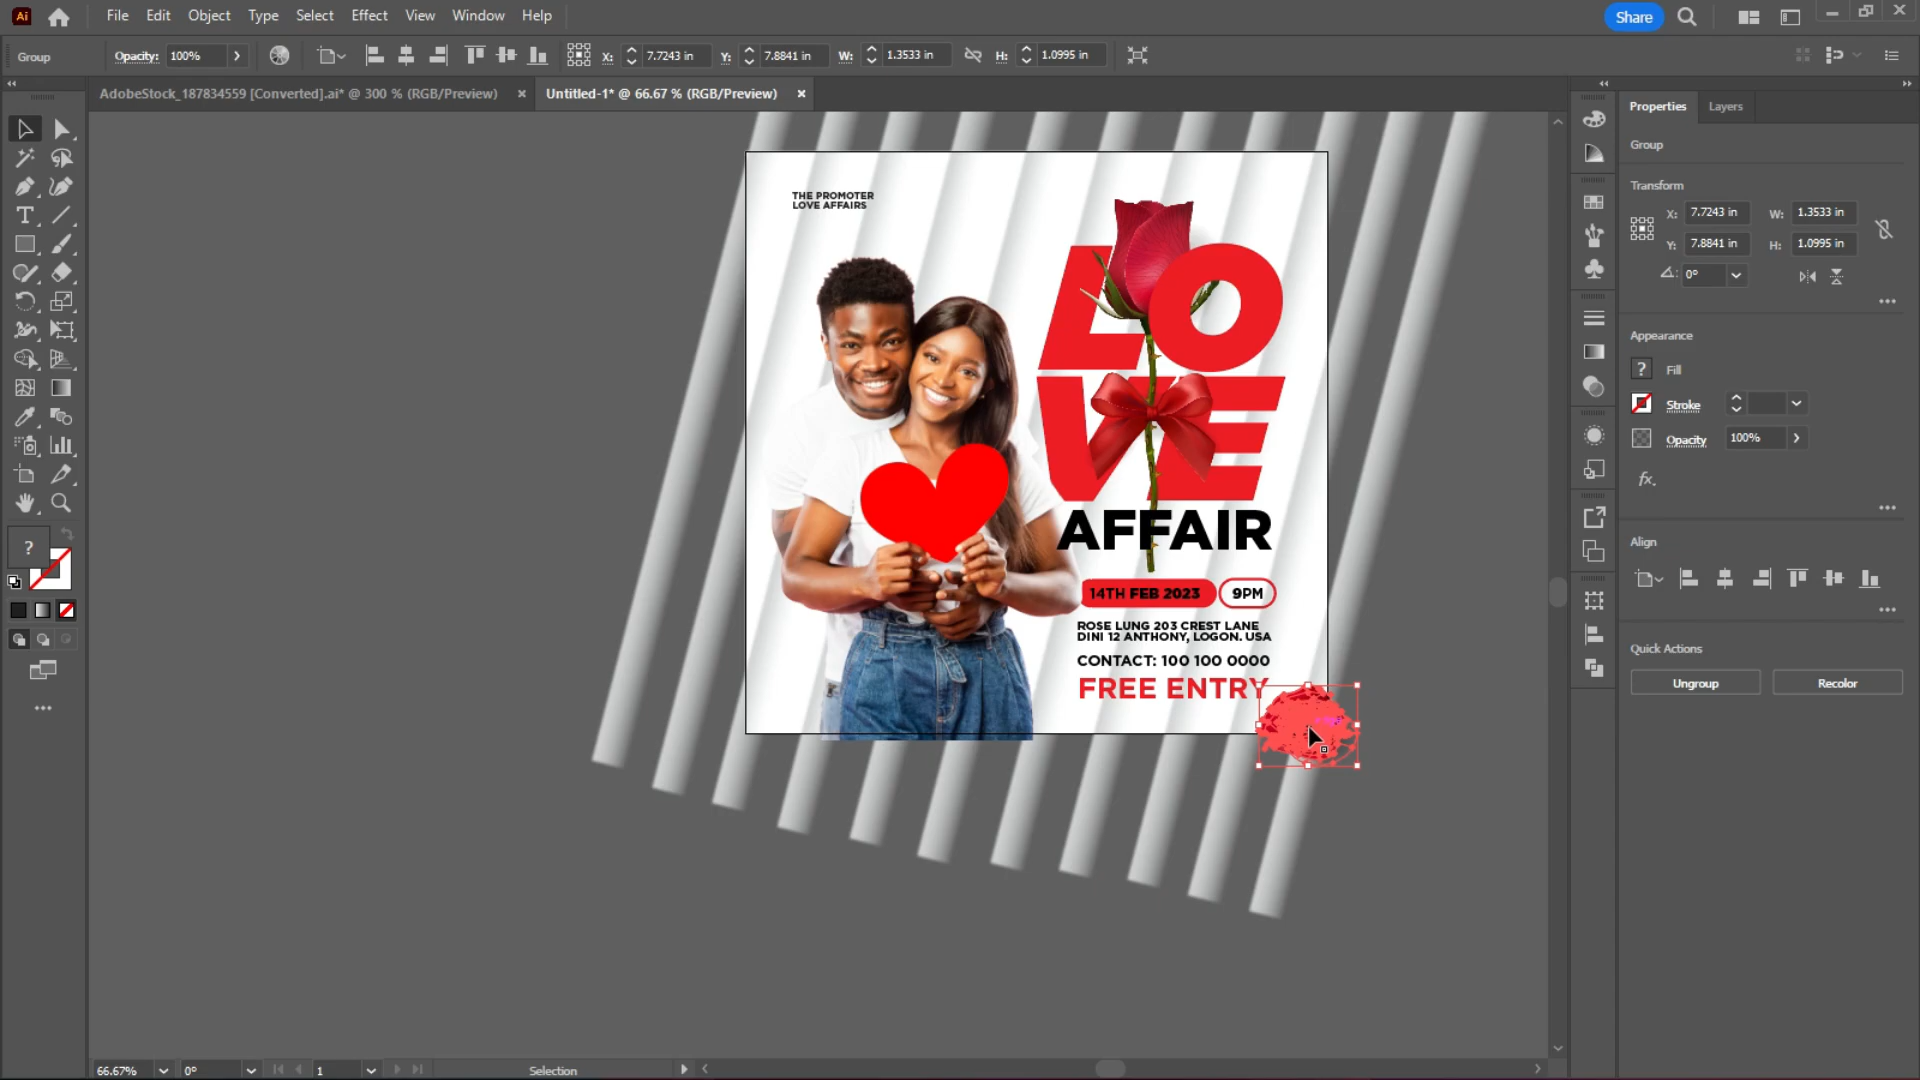 Ai File Edit Object Type Select Effect View Window Help Share
Group Opacity: 100% X: 7.7243 in Y: 7.8841 in W: 1.3533 in H: 1.0995 in
AdobeStock_187834559 [Converted].ai* @ 300 % (RGB/Preview) Untitled-1* @ 66.67 % (RGB/Preview)
Properties Layers
Group
Transform
X: 7.7243 in W: 1.3533 in
Y: 7.8841 in H: 1.0995 in
0°
Appearance
? Fill
Stroke
Opacity 100%
fx
Align
Quick Actions
Ungroup Recolor
?
THE PROMOTER
LOVE AFFAIRS
LO
VE
AFFAIR
14TH FEB 2023 9PM
ROSE LUNG 203 CREST LANE
DINI 12 ANTHONY, LOGON. USA
CONTACT: 100 100 0000
FREE ENTRY
66.67% 0° 1 Selection